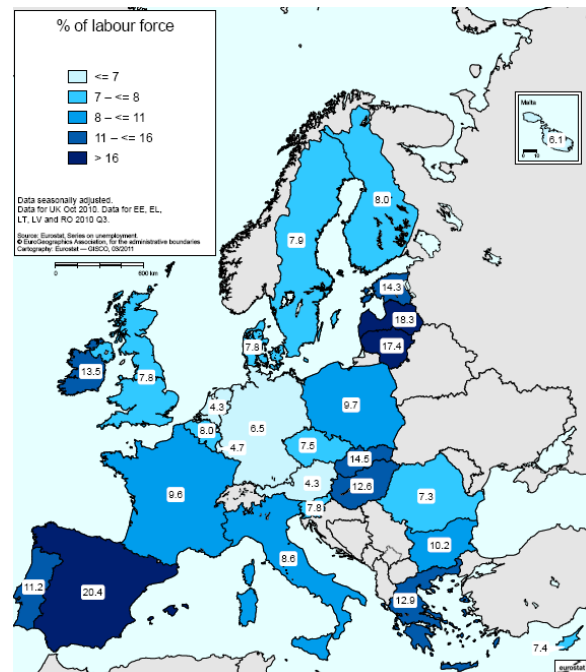 % of labour force
<= 7
7 – <= 8
8 – <= 11
11 – <= 16
> 16
Data seasonally adjusted.
Data for UK Oct 2010. Data for EE, EL,
LT, LV and RO 2010 Q3.
Source: Eurostat, Series on unemployment.
© EuroGeographics Association, for the administrative boundaries
Cartography: Eurostat — GISCO, 03/2011
0
600 km
Malta
6.1
8.0
7.9
14.3
18.3
7.8
17.4
13.5
7.8
4.3
6.5
9.7
8.0
4.7
7.5
14.5
4.3
12.6
9.6
7.8
7.3
8.6
10.2
11.2
20.4
12.9
7.4
eurostat